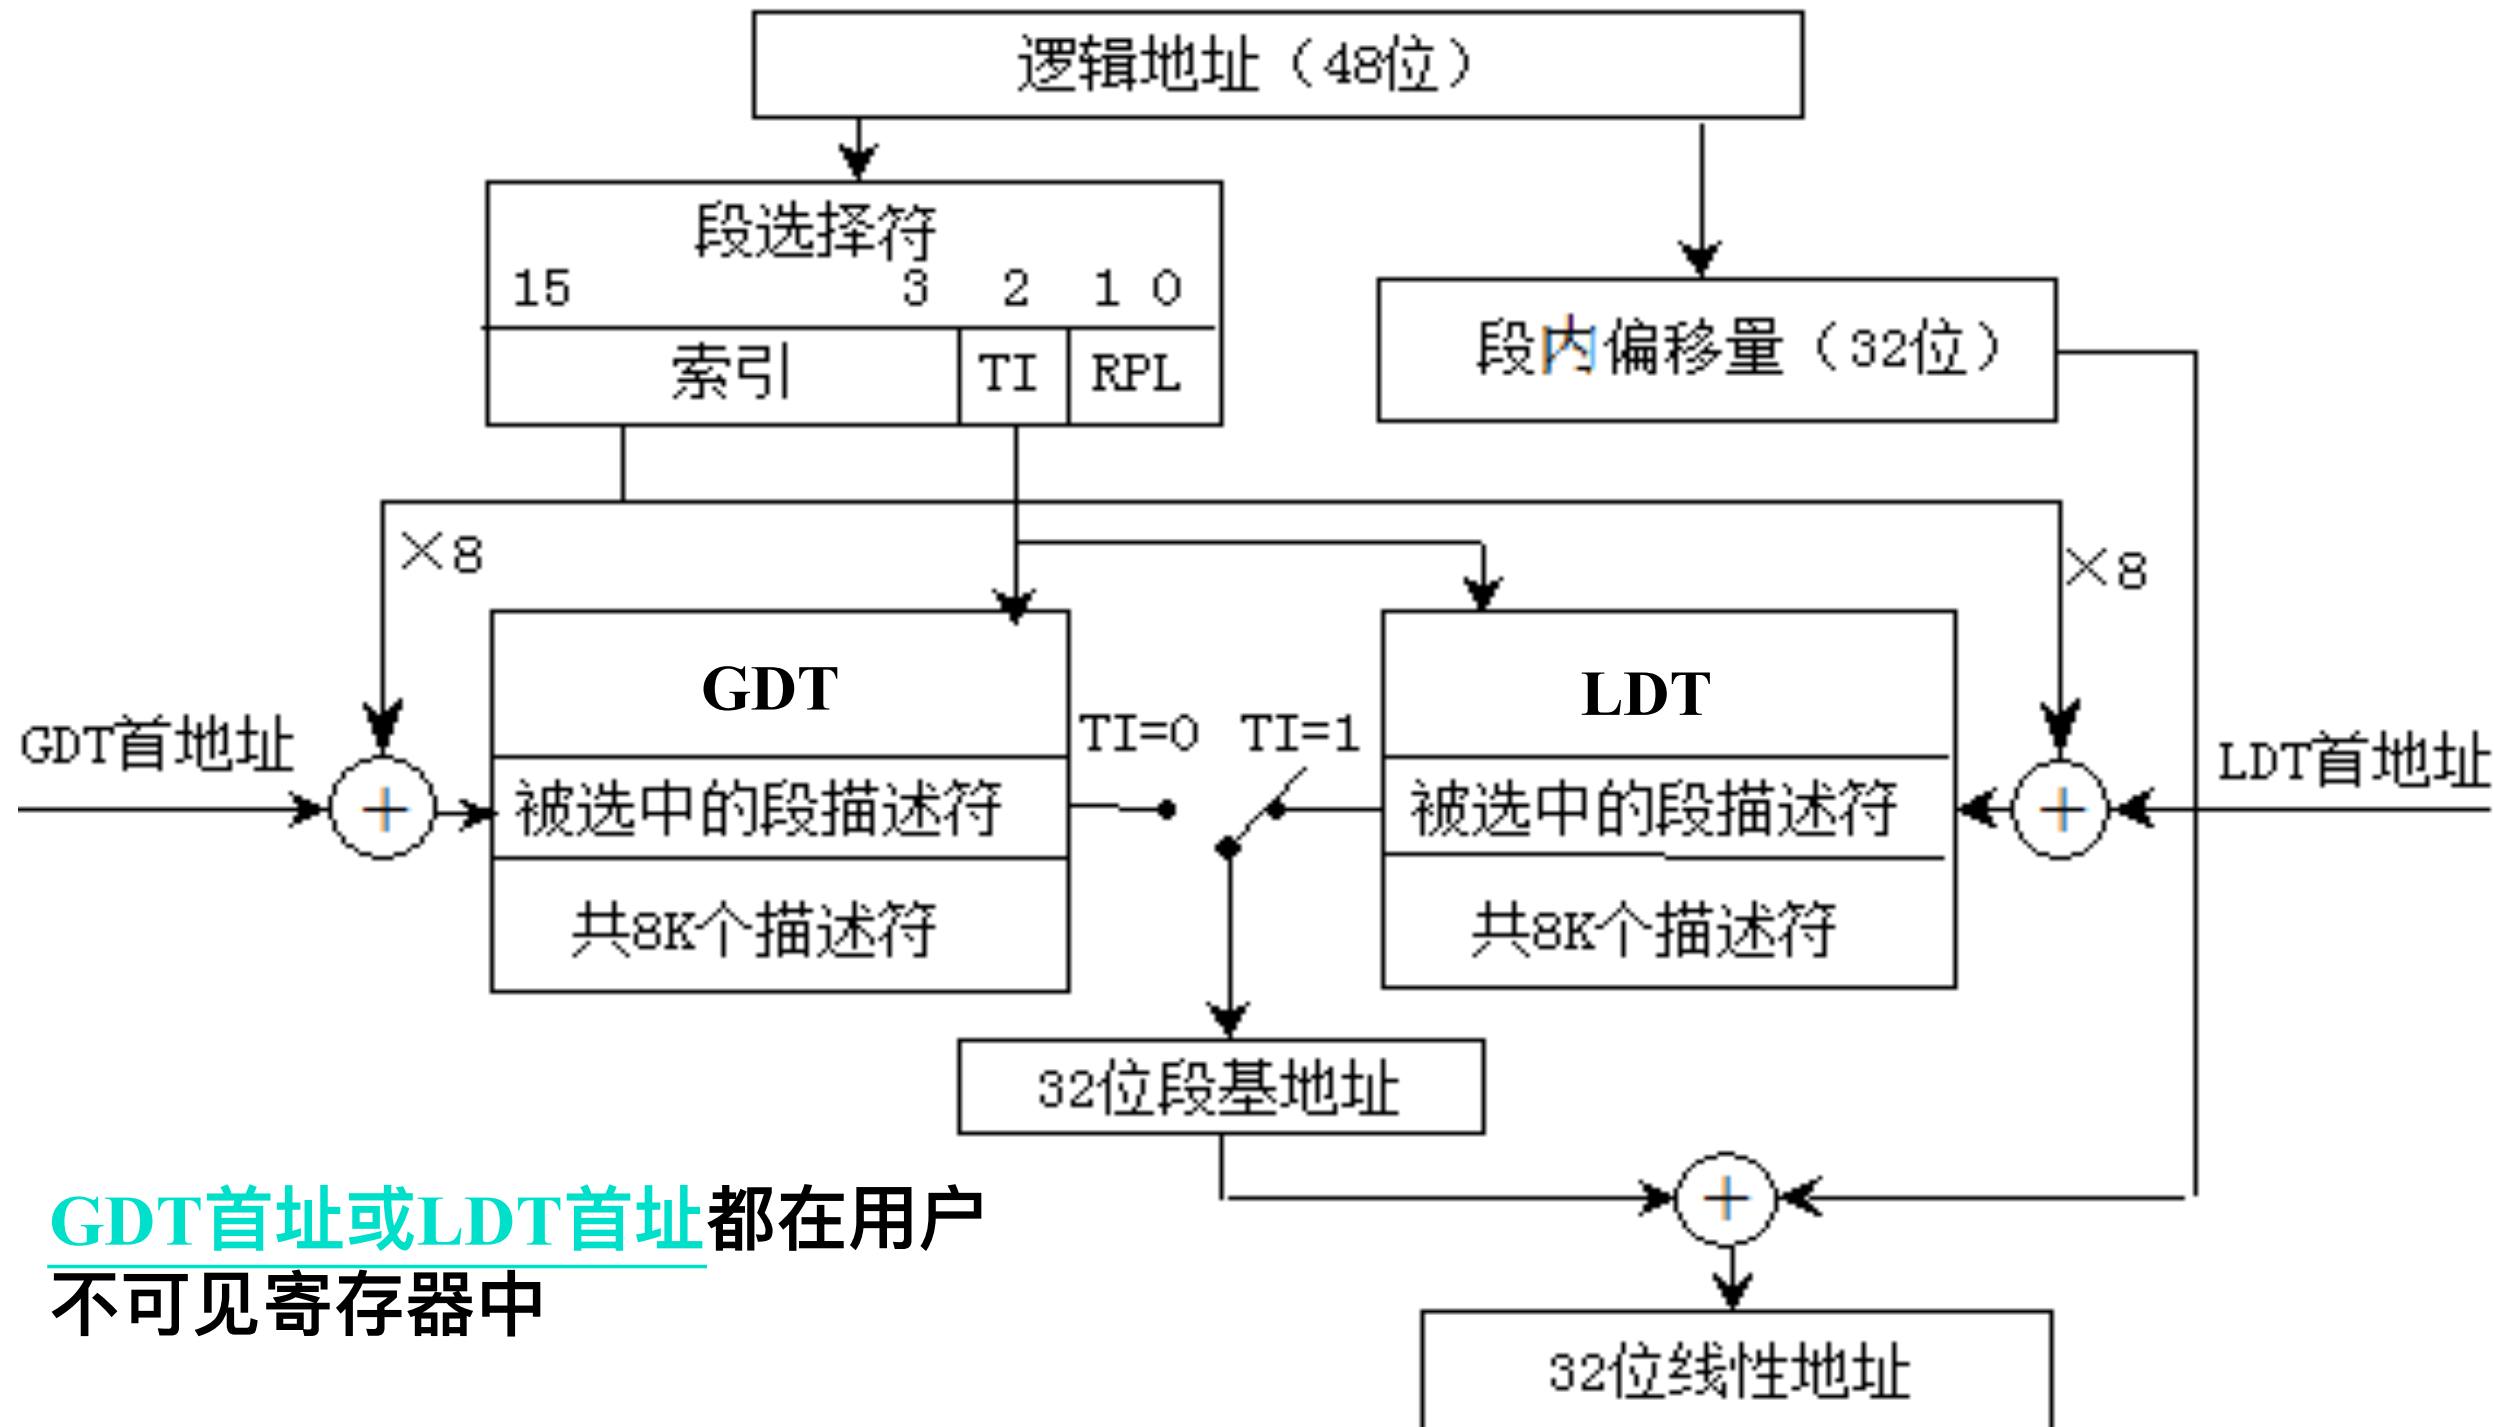 逻辑地址（48位）
段选择符
15 3 2 1 0
索引 TI RPL
段内偏移量（32位）
×8
×8
GDT
LDT
GDT首地址
TI=0 TI=1
LDT首地址
+
被选中的段描述符
被选中的段描述符
+
共8K个描述符
共8K个描述符
32位段基地址
+
GDT首址或LDT首址都在用户
不可见寄存器中
32位线性地址